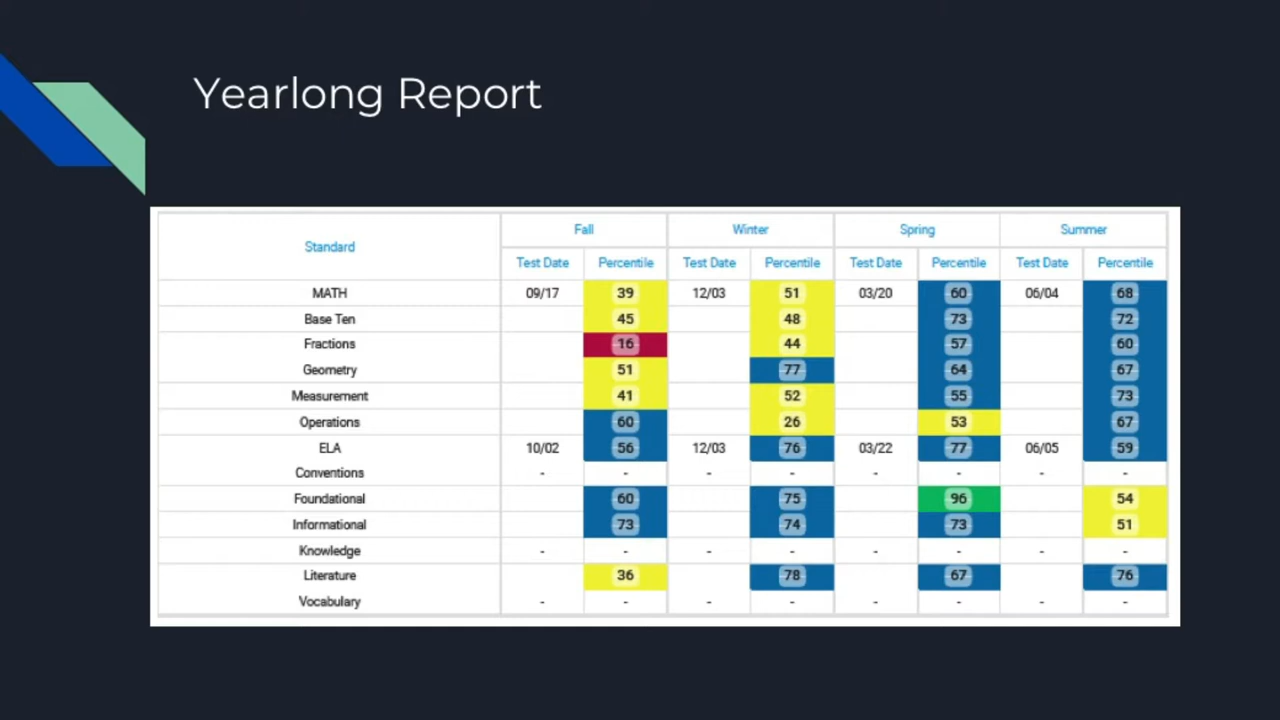 Yearlong Report
Standard Fall Winter Spring Summer
Test Date Percentile Test Date Percentile Test Date Percentile Test Date Percentile
MATH 09/17 39 12/03 51 03/20 60 06/04 68
Base Ten 45 48 73 72
Fractions 16 44 57 60
Geometry 51 77 64 67
Measurement 41 52 55 73
Operations 60 26 53 67
ELA 10/02 56 12/03 76 03/22 77 06/05 59
Conventions - - - - - - - -
Foundational 60 75 96 54
Informational 73 74 73 51
Knowledge - - - - - - - -
Literature 36 78 67 76
Vocabulary - - - - - - - -